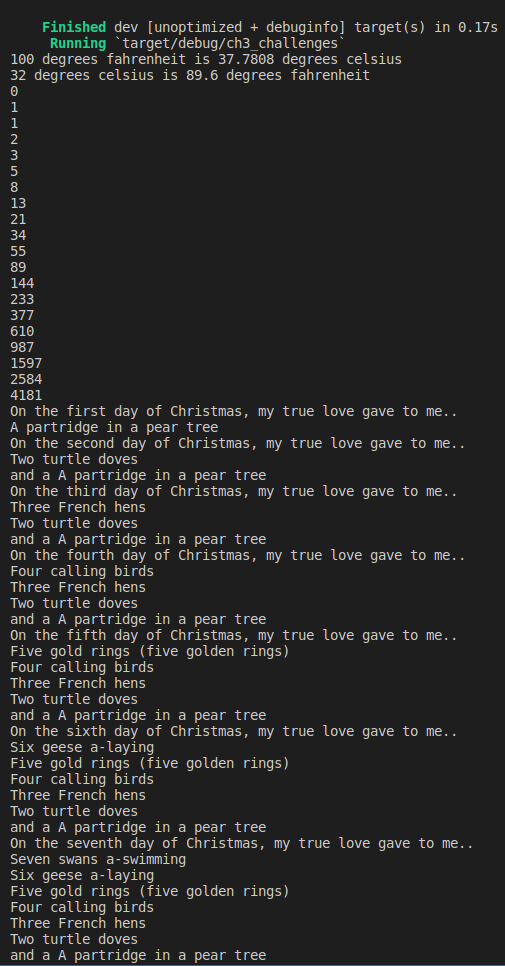 Finished dev [unoptimized + debuginfo] target(s) in 0.17s
Running `target/debug/ch3_challenges`
100 degrees fahrenheit is 37.7808 degrees celsius
32 degrees celsius is 89.6 degrees fahrenheit
0
1
1
2
3
5
8
13
21
34
55
89
144
233
377
610
987
1597
2584
4181
On the first day of Christmas, my true love gave to me..
A partridge in a pear tree
On the second day of Christmas, my true love gave to me..
Two turtle doves
and a A partridge in a pear tree
On the third day of Christmas, my true love gave to me..
Three French hens
Two turtle doves
and a A partridge in a pear tree
On the fourth day of Christmas, my true love gave to me..
Four calling birds
Three French hens
Two turtle doves
and a A partridge in a pear tree
On the fifth day of Christmas, my true love gave to me..
Five gold rings (five golden rings)
Four calling birds
Three French hens
Two turtle doves
and a A partridge in a pear tree
On the sixth day of Christmas, my true love gave to me..
Six geese a-laying
Five gold rings (five golden rings)
Four calling birds
Three French hens
Two turtle doves
and a A partridge in a pear tree
On the seventh day of Christmas, my true love gave to me..
Seven swans a-swimming
Six geese a-laying
Five gold rings (five golden rings)
Four calling birds
Three French hens
Two turtle doves
and a A partridge in a pear tree